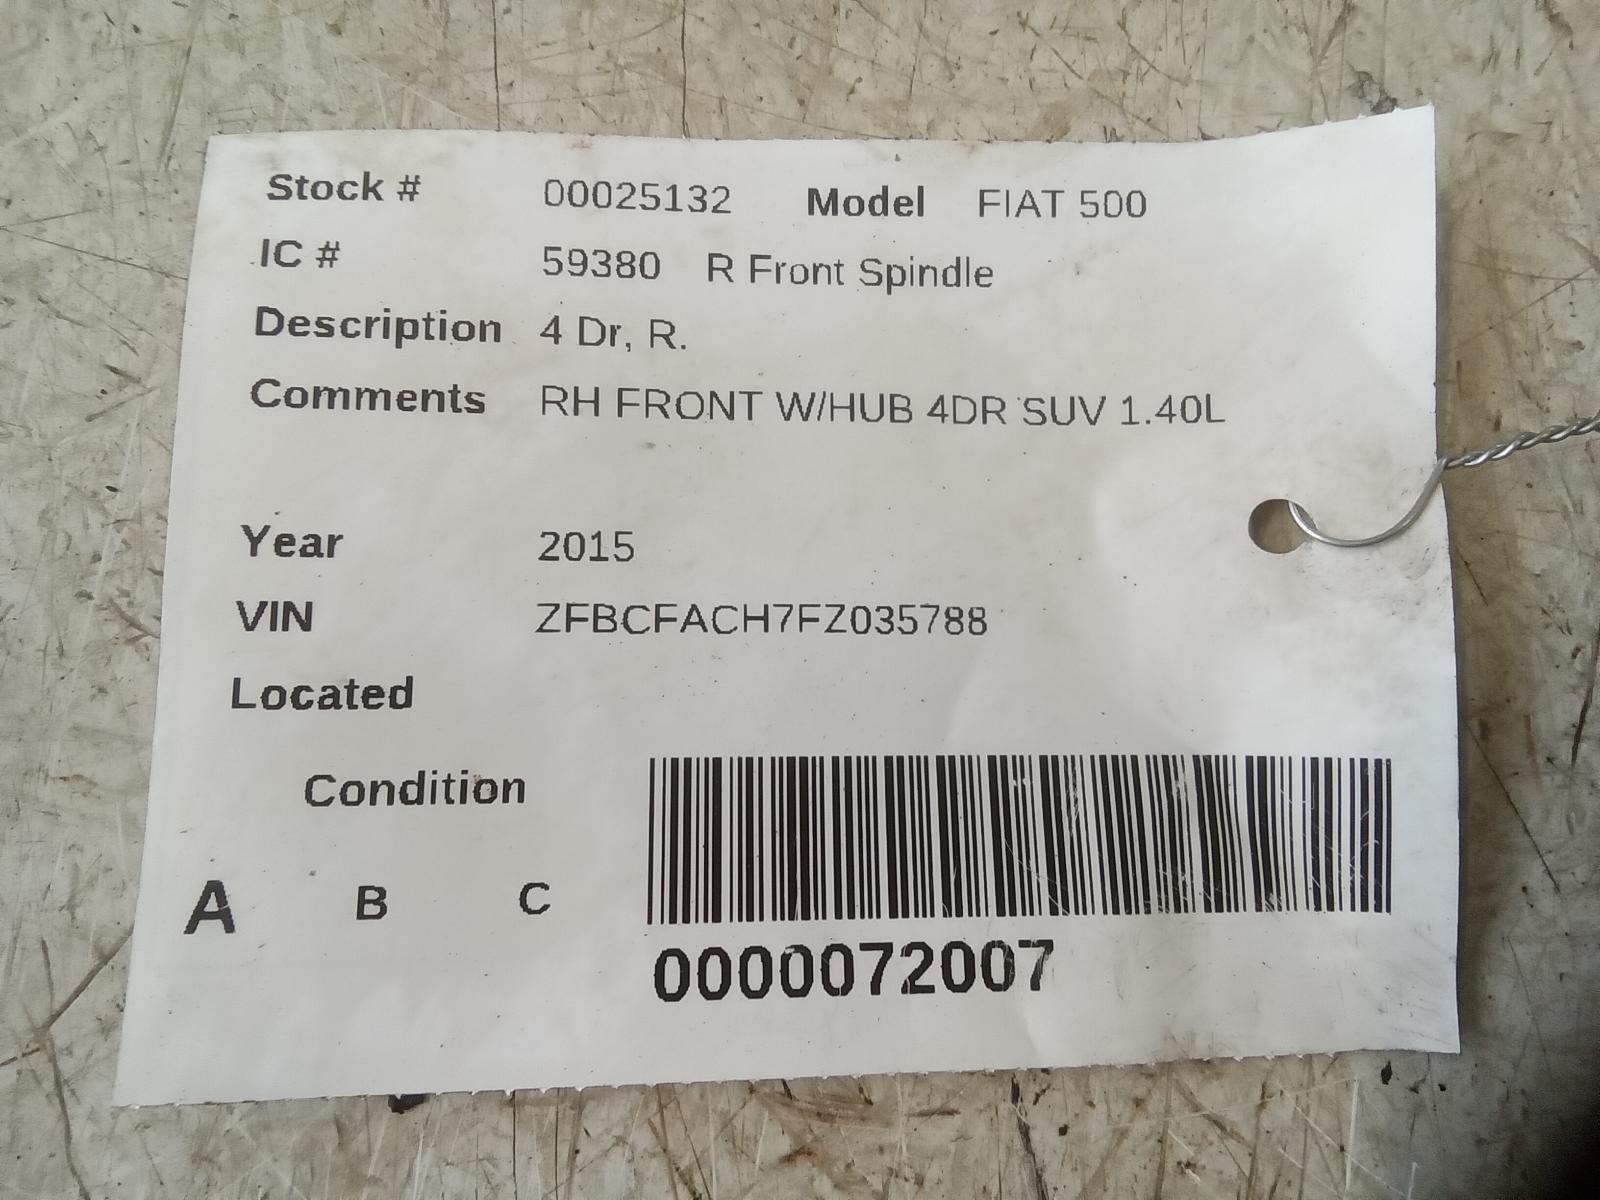 Stock # 00025132 Model FIAT 500
IC # 59380 R Front Spindle
Description 4 Dr, R.
Comments RH FRONT W/HUB 4DR SUV 1.40L
Year 2015
VIN ZFBCFACH7FZ035788
Located
Condition
A B C
0000072007